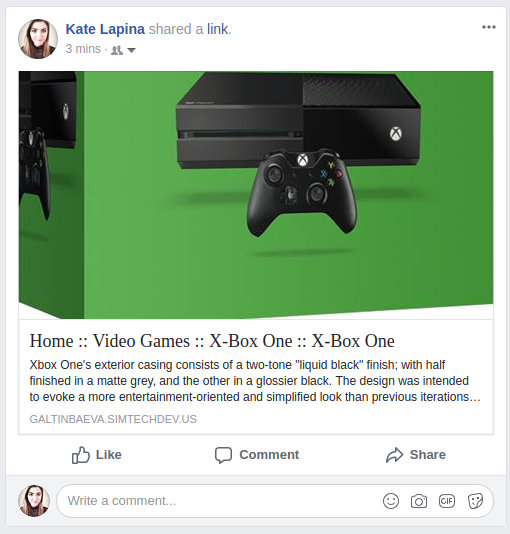 Kate Lapina shared a link.
3 mins ·
Home :: Video Games :: X-Box One :: X-Box One
Xbox One's exterior casing consists of a two-tone "liquid black" finish; with half
finished in a matte grey, and the other in a glossier black. The design was intended
to evoke a more entertainment-oriented and simplified look than previous iterations…
GALTINBAEVA.SIMTECHDEV.US
Like Comment Share
Write a comment...
GIF